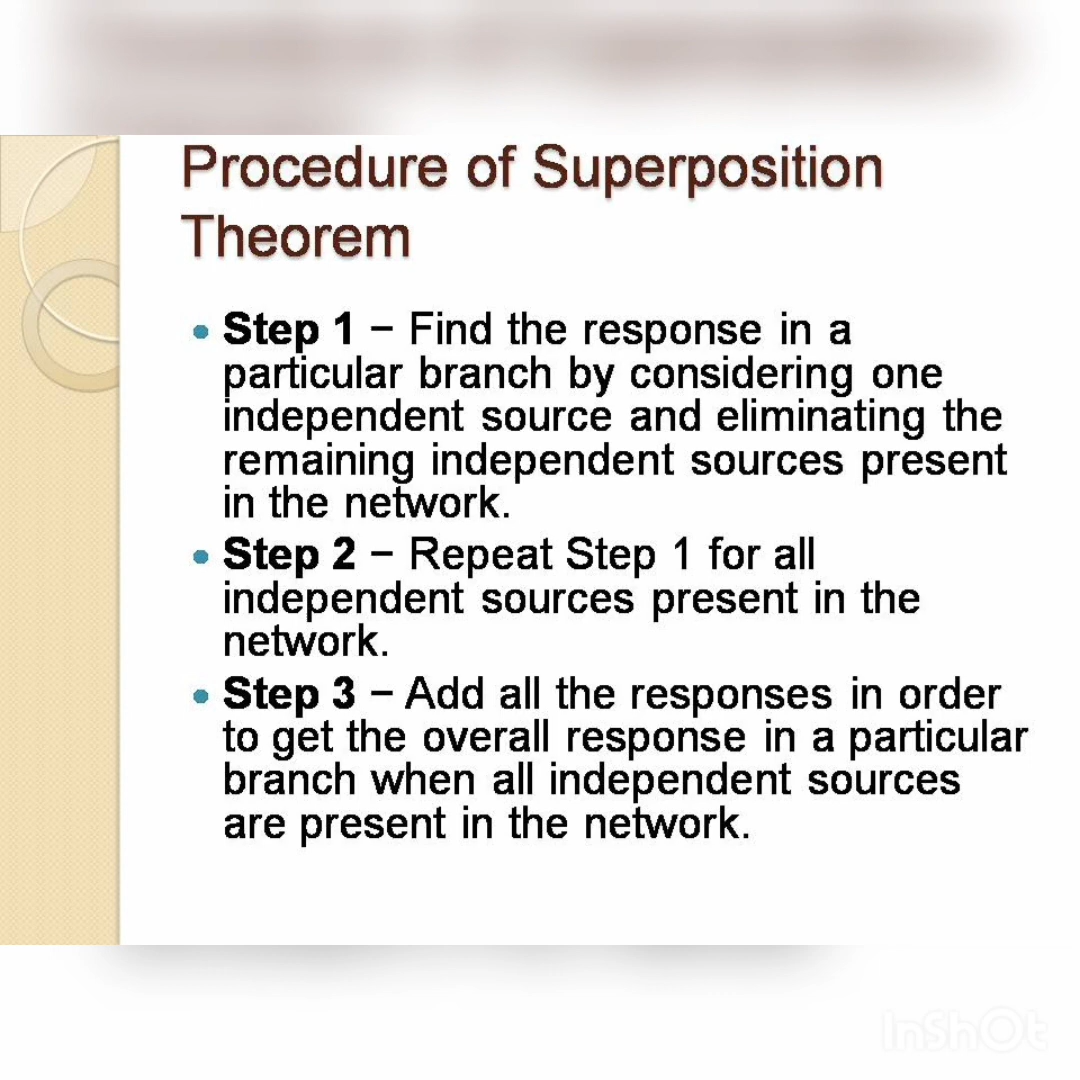 Procedure of Superposition
Theorem
• Step 1 – Find the response in a
particular branch by considering one
independent source and eliminating the
remaining independent sources present
in the network.
• Step 2 – Repeat Step 1 for all
independent sources present in the
network.
• Step 3 – Add all the responses in order
to get the overall response in a particular
branch when all independent sources
are present in the network.
InShOt